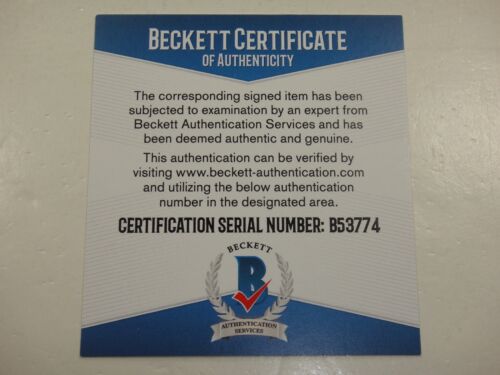 BECKETT CERTIFICATE
OF AUTHENTICITY
The corresponding signed item has been
subjected to examination by an expert from
Beckett Authentication Services and has
been deemed authentic and genuine.
This authentication can be verified by
visiting www.beckett-authentication.com
and utilizing the below authentication
number in the designated area.
CERTIFICATION SERIAL NUMBER: B53774
BECKETT
B
AUTHENTICATION
SERVICES